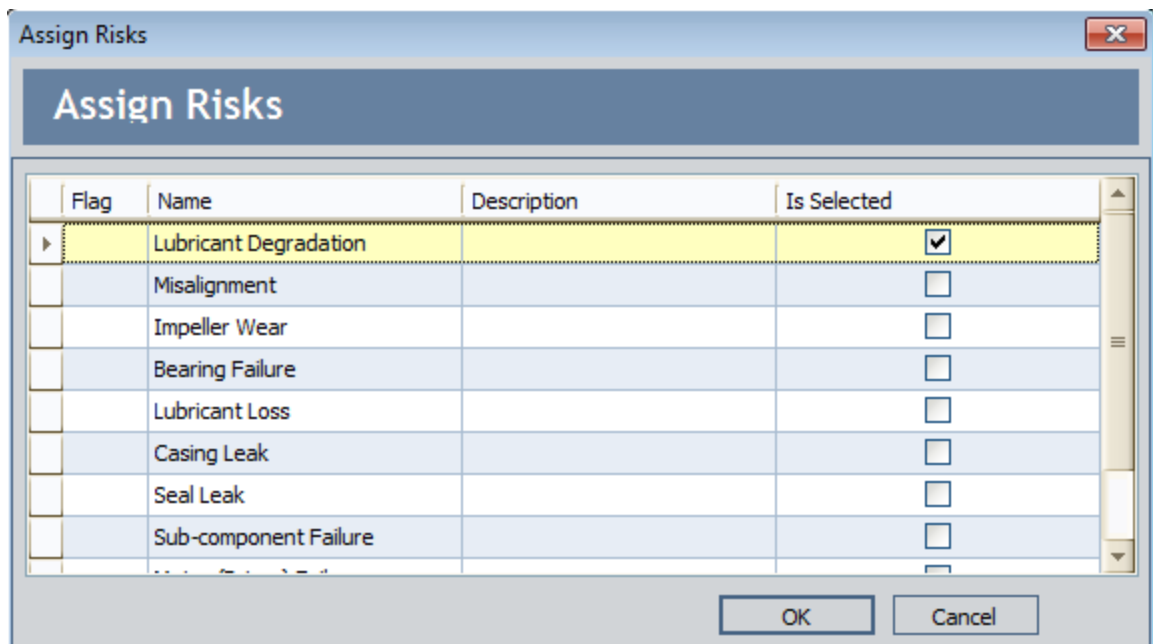 Assign Risks
Assign Risks
Flag Name Description Is Selected
Lubricant Degradation
Misalignment
Impeller Wear
Bearing Failure
Lubricant Loss
Casing Leak
Seal Leak
Sub-component Failure
OK Cancel